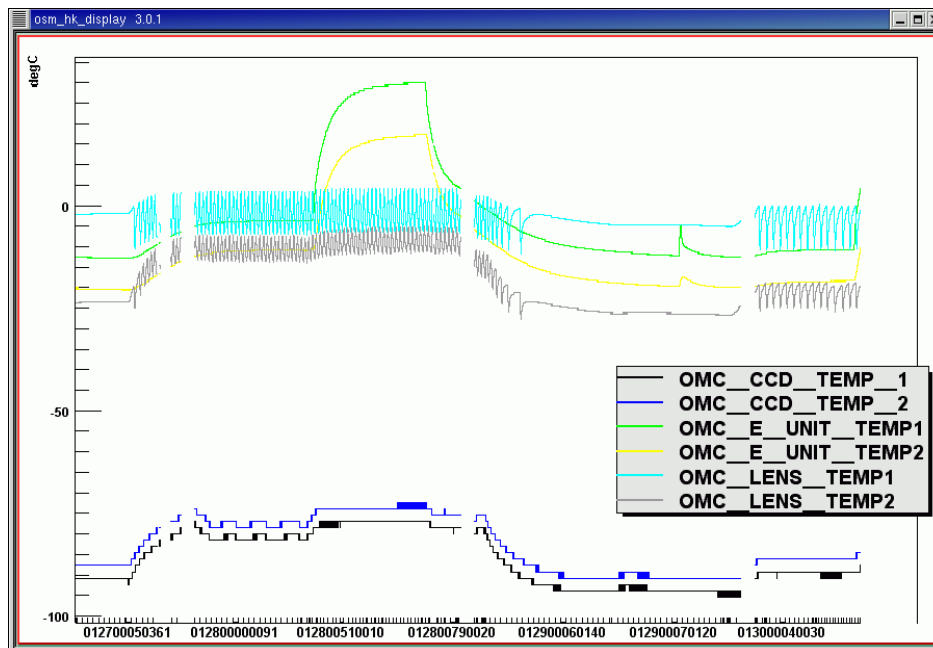 osm_hk_display 3.0.1
degC
0
-50
-100
OMC__CCD__TEMP__1
OMC__CCD__TEMP__2
OMC__E__UNIT__TEMP1
OMC__E__UNIT__TEMP2
OMC__LENS__TEMP1
OMC__LENS__TEMP2
012700050361 012800000091 012800510010 012800790020 012900060140 012900070120 013000040030